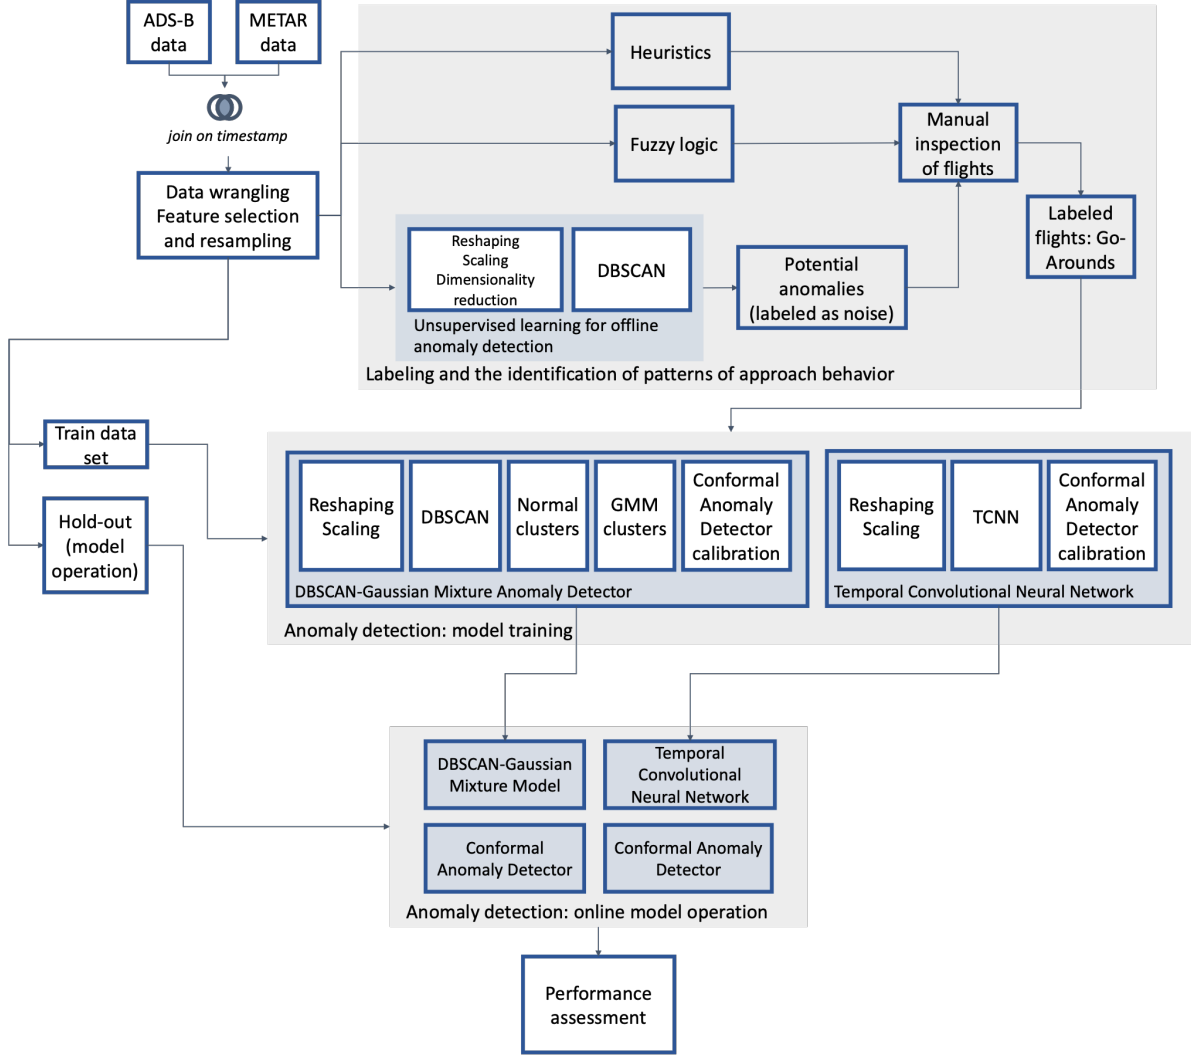 ADS-B
data
METAR
data
join on timestamp
Data wrangling
Feature selection
and resampling
Heuristics
Fuzzy logic
Manual
inspection
of flights
Labeled
flights: Go-
Arounds
Reshaping
Scaling
Dimensionality
reduction
DBSCAN
Unsupervised learning for offline
anomaly detection
Potential
anomalies
(labeled as noise)
Labeling and the identification of patterns of approach behavior
Train data
set
Hold-out
(model
operation)
Reshaping
Scaling
DBSCAN
Normal
clusters
GMM
clusters
Conformal
Anomaly
Detector
calibration
DBSCAN-Gaussian Mixture Anomaly Detector
Reshaping
Scaling
TCNN
Conformal
Anomaly
Detector
calibration
Temporal Convolutional Neural Network
Anomaly detection: model training
DBSCAN-Gaussian
Mixture Model
Temporal
Convolutional
Neural Network
Conformal
Anomaly Detector
Conformal Anomaly
Detector
Anomaly detection: online model operation
Performance
assessment